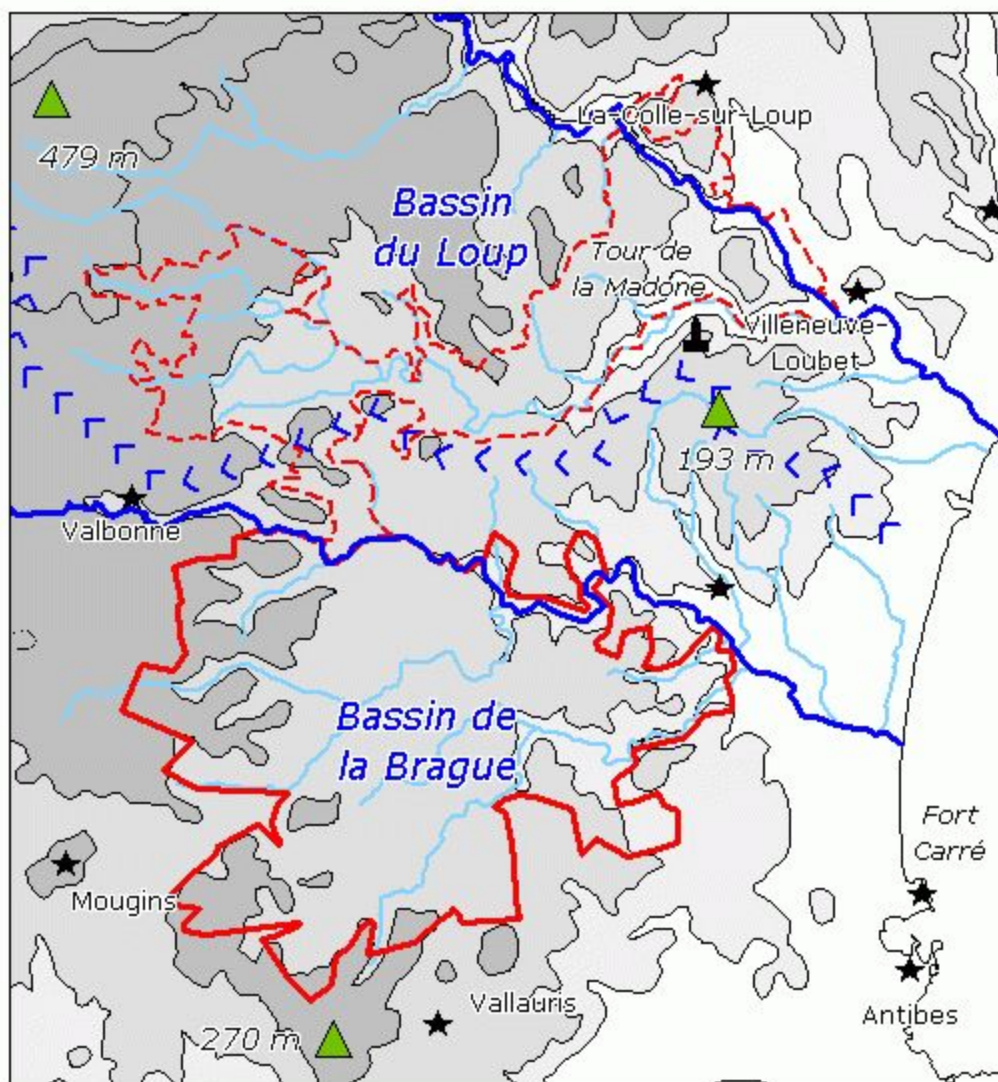 La-Colle-sur-Loup
479 m
Bassin
du Loup
Tour de
la Madone
Villeneuve-
Loubet
193 m
Valbonne
Bassin de
la Brague
Fort
Carré
Mougins
Vallauris
Antibes
270 m